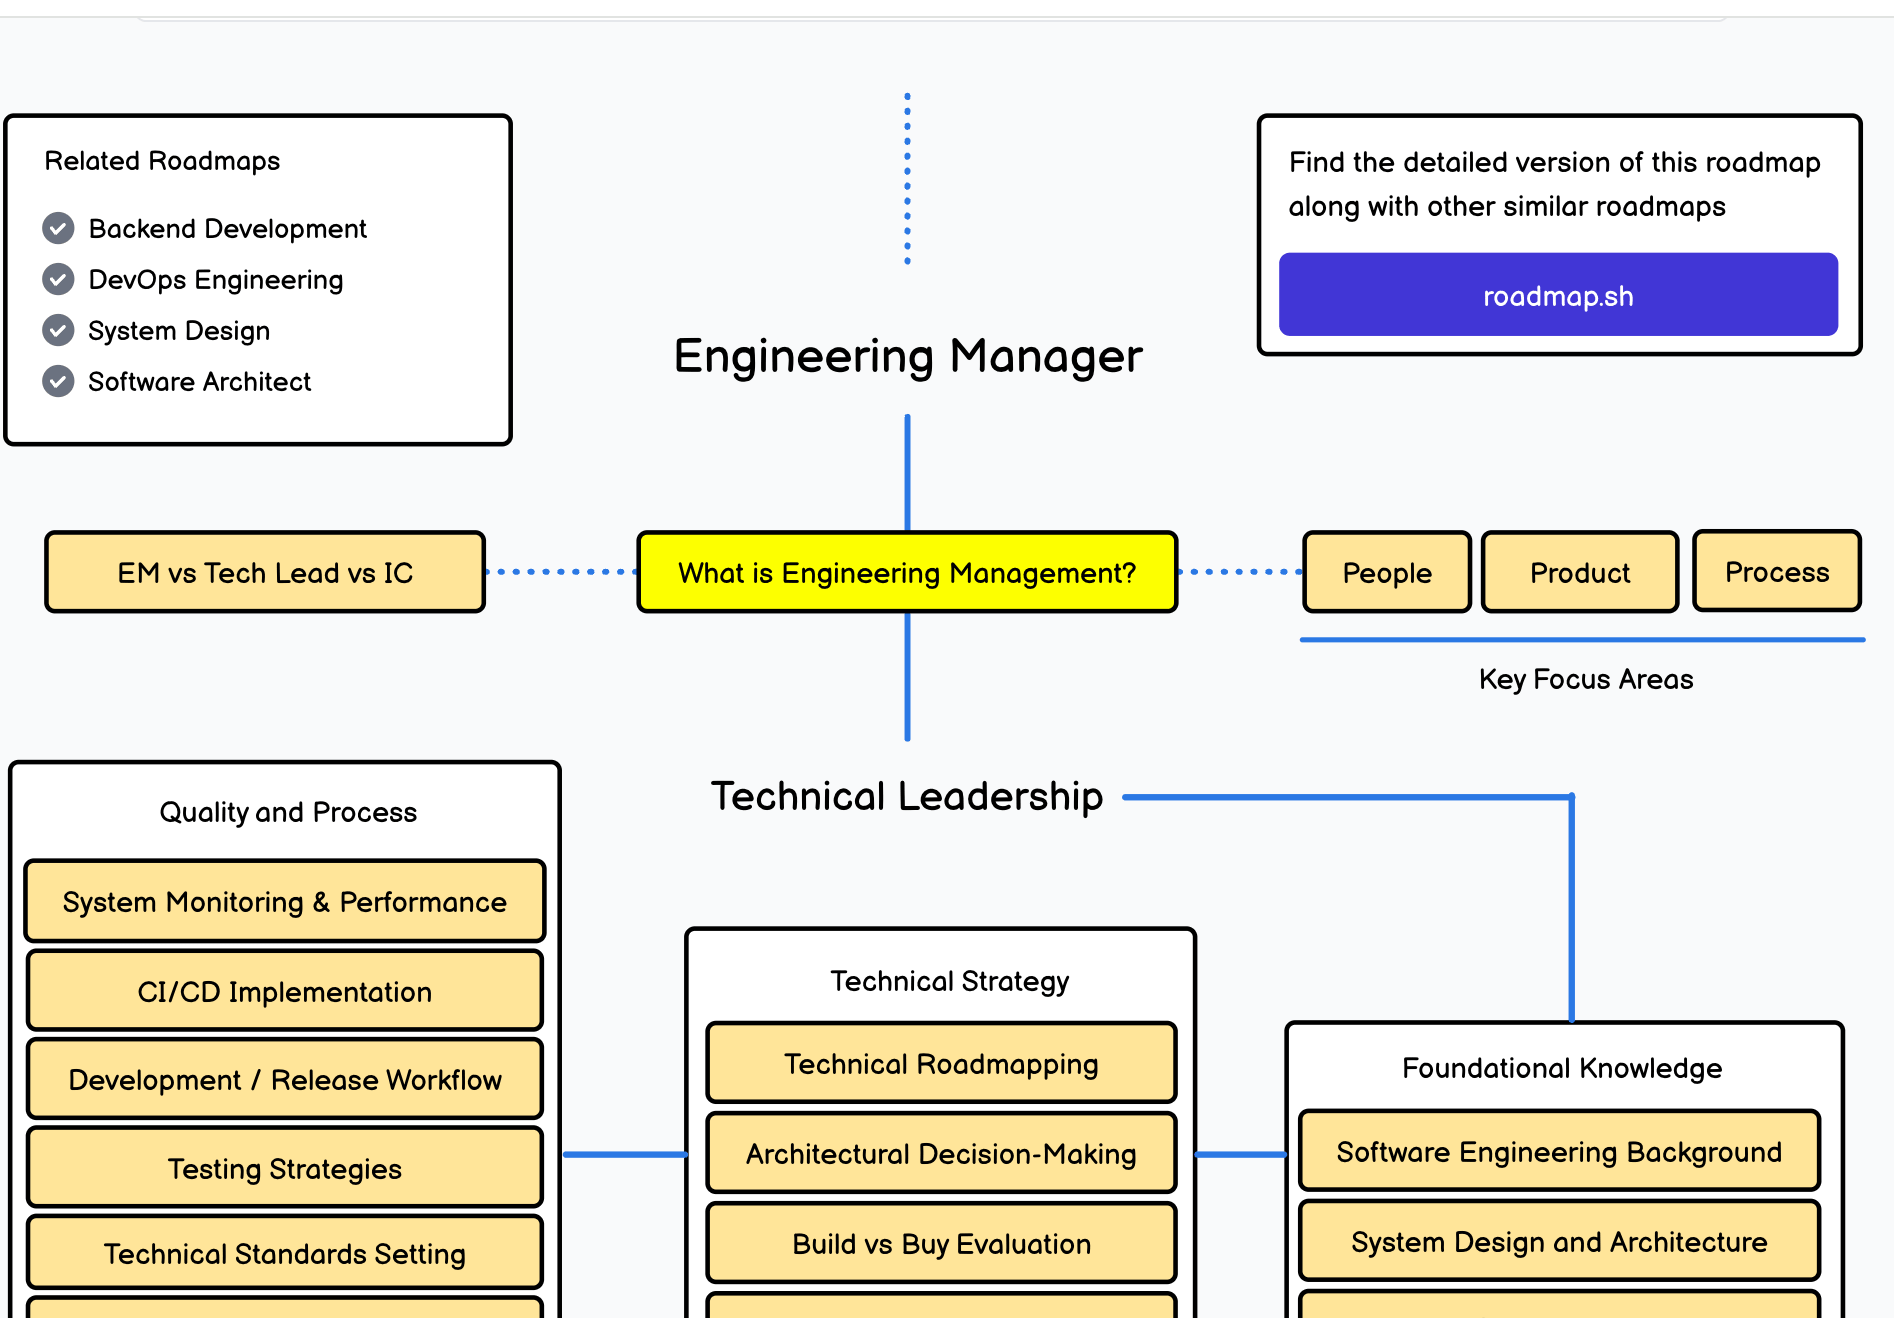 Related Roadmaps
Backend Development
DevOps Engineering
System Design
Software Architect
Find the detailed version of this roadmap
along with other similar roadmaps
roadmap.sh
Engineering Manager
EM vs Tech Lead vs IC
What is Engineering Management?
People
Product
Process
Key Focus Areas
Technical Leadership
Quality and Process
System Monitoring & Performance
CI/CD Implementation
Development / Release Workflow
Testing Strategies
Technical Standards Setting
Technical Strategy
Technical Roadmapping
Architectural Decision-Making
Build vs Buy Evaluation
Foundational Knowledge
Software Engineering Background
System Design and Architecture